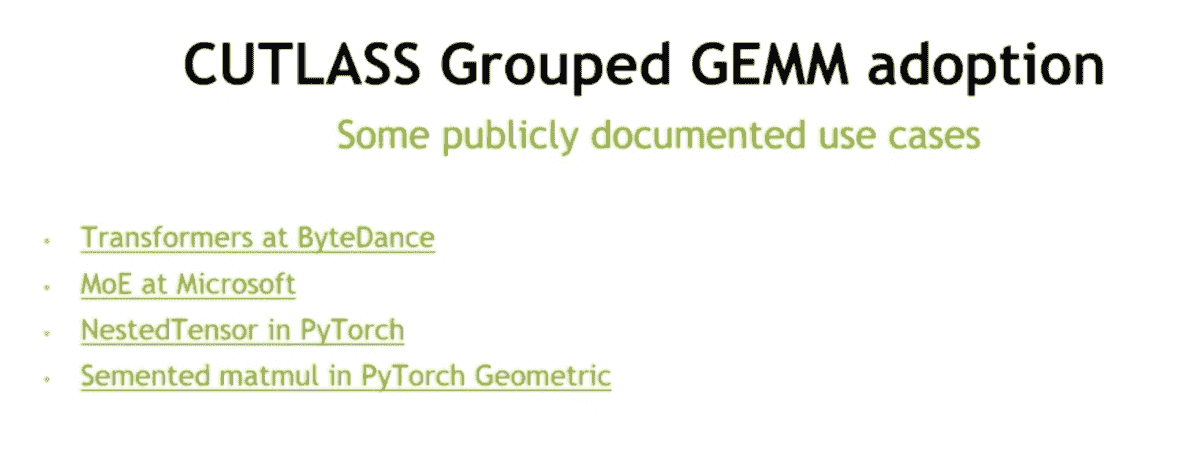 CUTLASS Grouped GEMM adoption
Some publicly documented use cases
Transformers at ByteDance
MoE at Microsoft
NestedTensor in PyTorch
Semented matmul in PyTorch Geometric